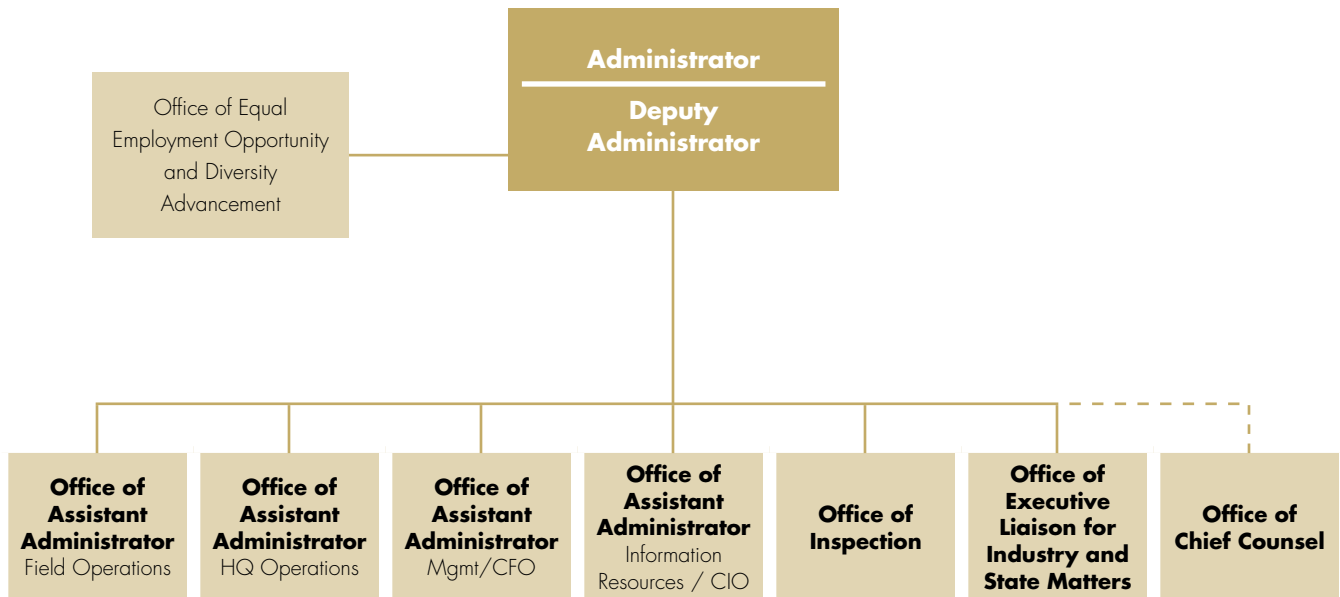 Administrator
Deputy
Administrator
Office of Equal
Employment Opportunity
and Diversity
Advancement
Office of
Assistant
Administrator
Field Operations
Office of
Assistant
Administrator
HQ Operations
Office of
Assistant
Administrator
Mgmt/CFO
Office of
Assistant
Administrator
Information
Resources / CIO
Office of
Inspection
Office of
Executive
Liaison for
Industry and
State Matters
Office of
Chief Counsel